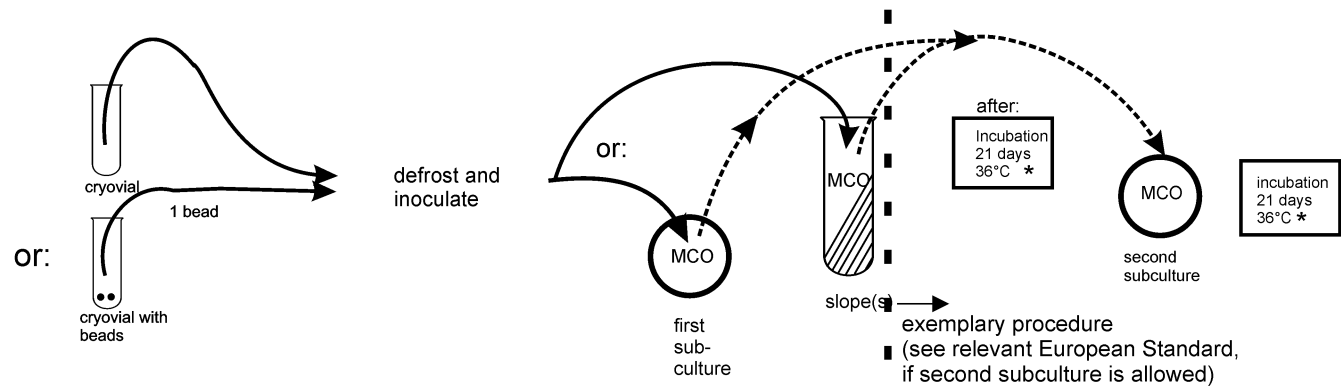 cryovial
1 bead
or:
cryovial with
beads
defrost and
inoculate
or:
MCO
first
sub-
culture
MCO
slope(s)
after:
Incubation
21 days
36°C *
exemplary procedure
(see relevant European Standard,
if second subculture is allowed)
MCO
second
subculture
incubation
21 days
36°C *